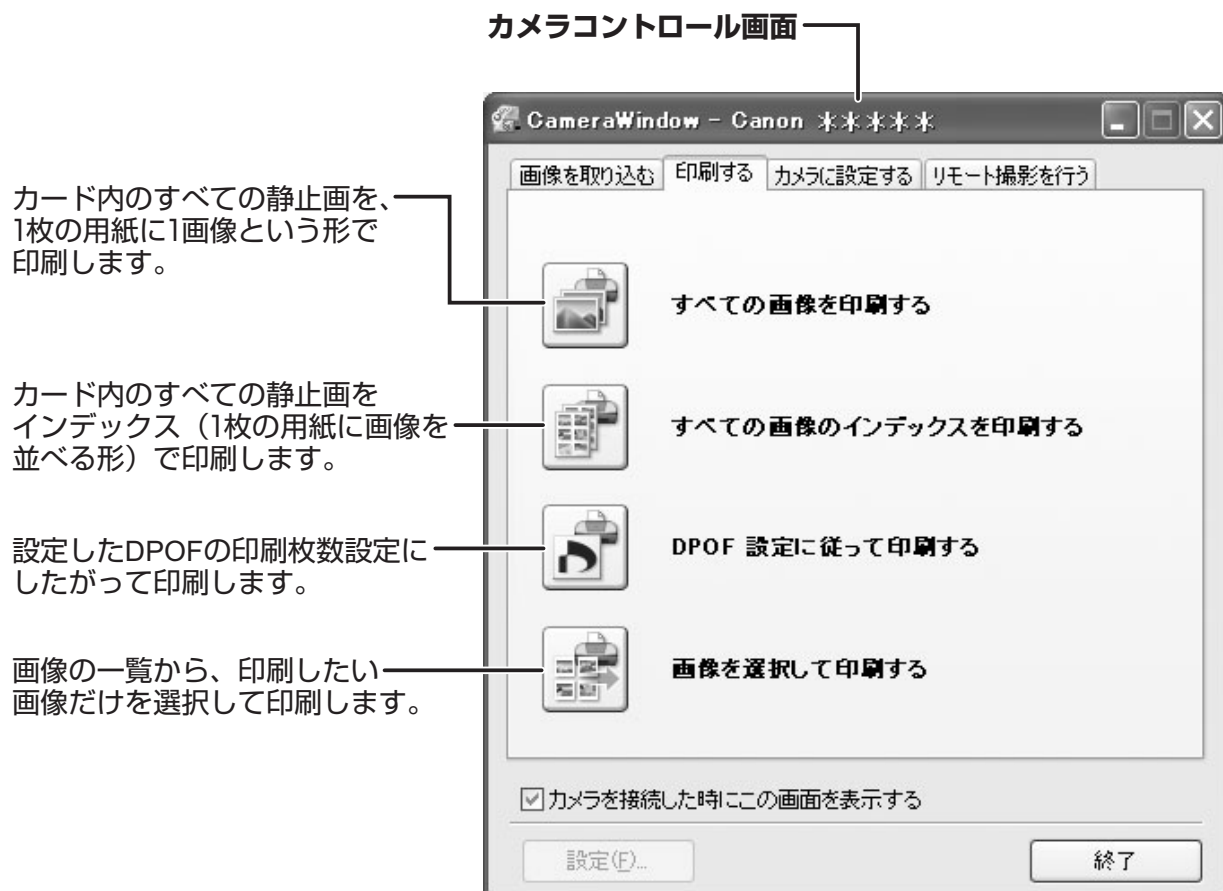 カメラコントロール画面
CameraWindow - Canon ＊＊＊＊＊
画像を取り込む 印刷する カメラに設定する リモート撮影を行う
カード内のすべての静止画を、
1枚の用紙に1画像という形で
印刷します。
すべての画像を印刷する
カード内のすべての静止画を
インデックス（1枚の用紙に画像を
並べる形）で印刷します。
すべての画像のインデックスを印刷する
設定したDPOFの印刷枚数設定に
したがって印刷します。
DPOF 設定に従って印刷する
画像の一覧から、印刷したい
画像だけを選択して印刷します。
画像を選択して印刷する
カメラを接続した時にこの画面を表示する
設定(F)... 終了